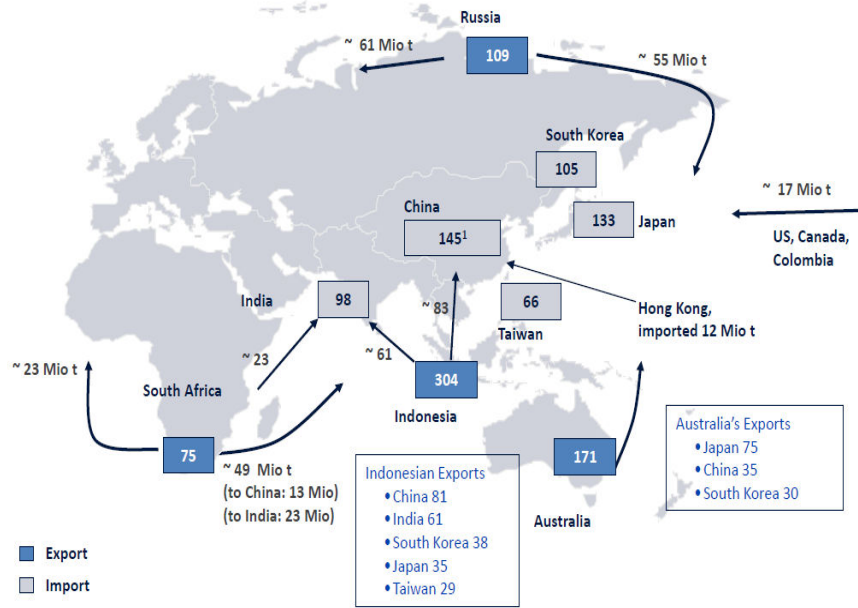 Russia
~ 61 Mio t
109
~ 55 Mio t
South Korea
105
~ 17 Mio t
China
145¹
133
Japan
US, Canada,
Colombia
India
98
~ 83
66
Taiwan
Hong Kong,
imported 12 Mio t
~ 23 Mio t
~ 23
~ 61
South Africa
304
Indonesia
75
~ 49 Mio t
(to China: 13 Mio)
(to India: 23 Mio)
171
Australia
Australia's Exports
• Japan 75
• China 35
• South Korea 30
Indonesian Exports
• China 81
• India 61
• South Korea 38
• Japan 35
• Taiwan 29
Export
Import